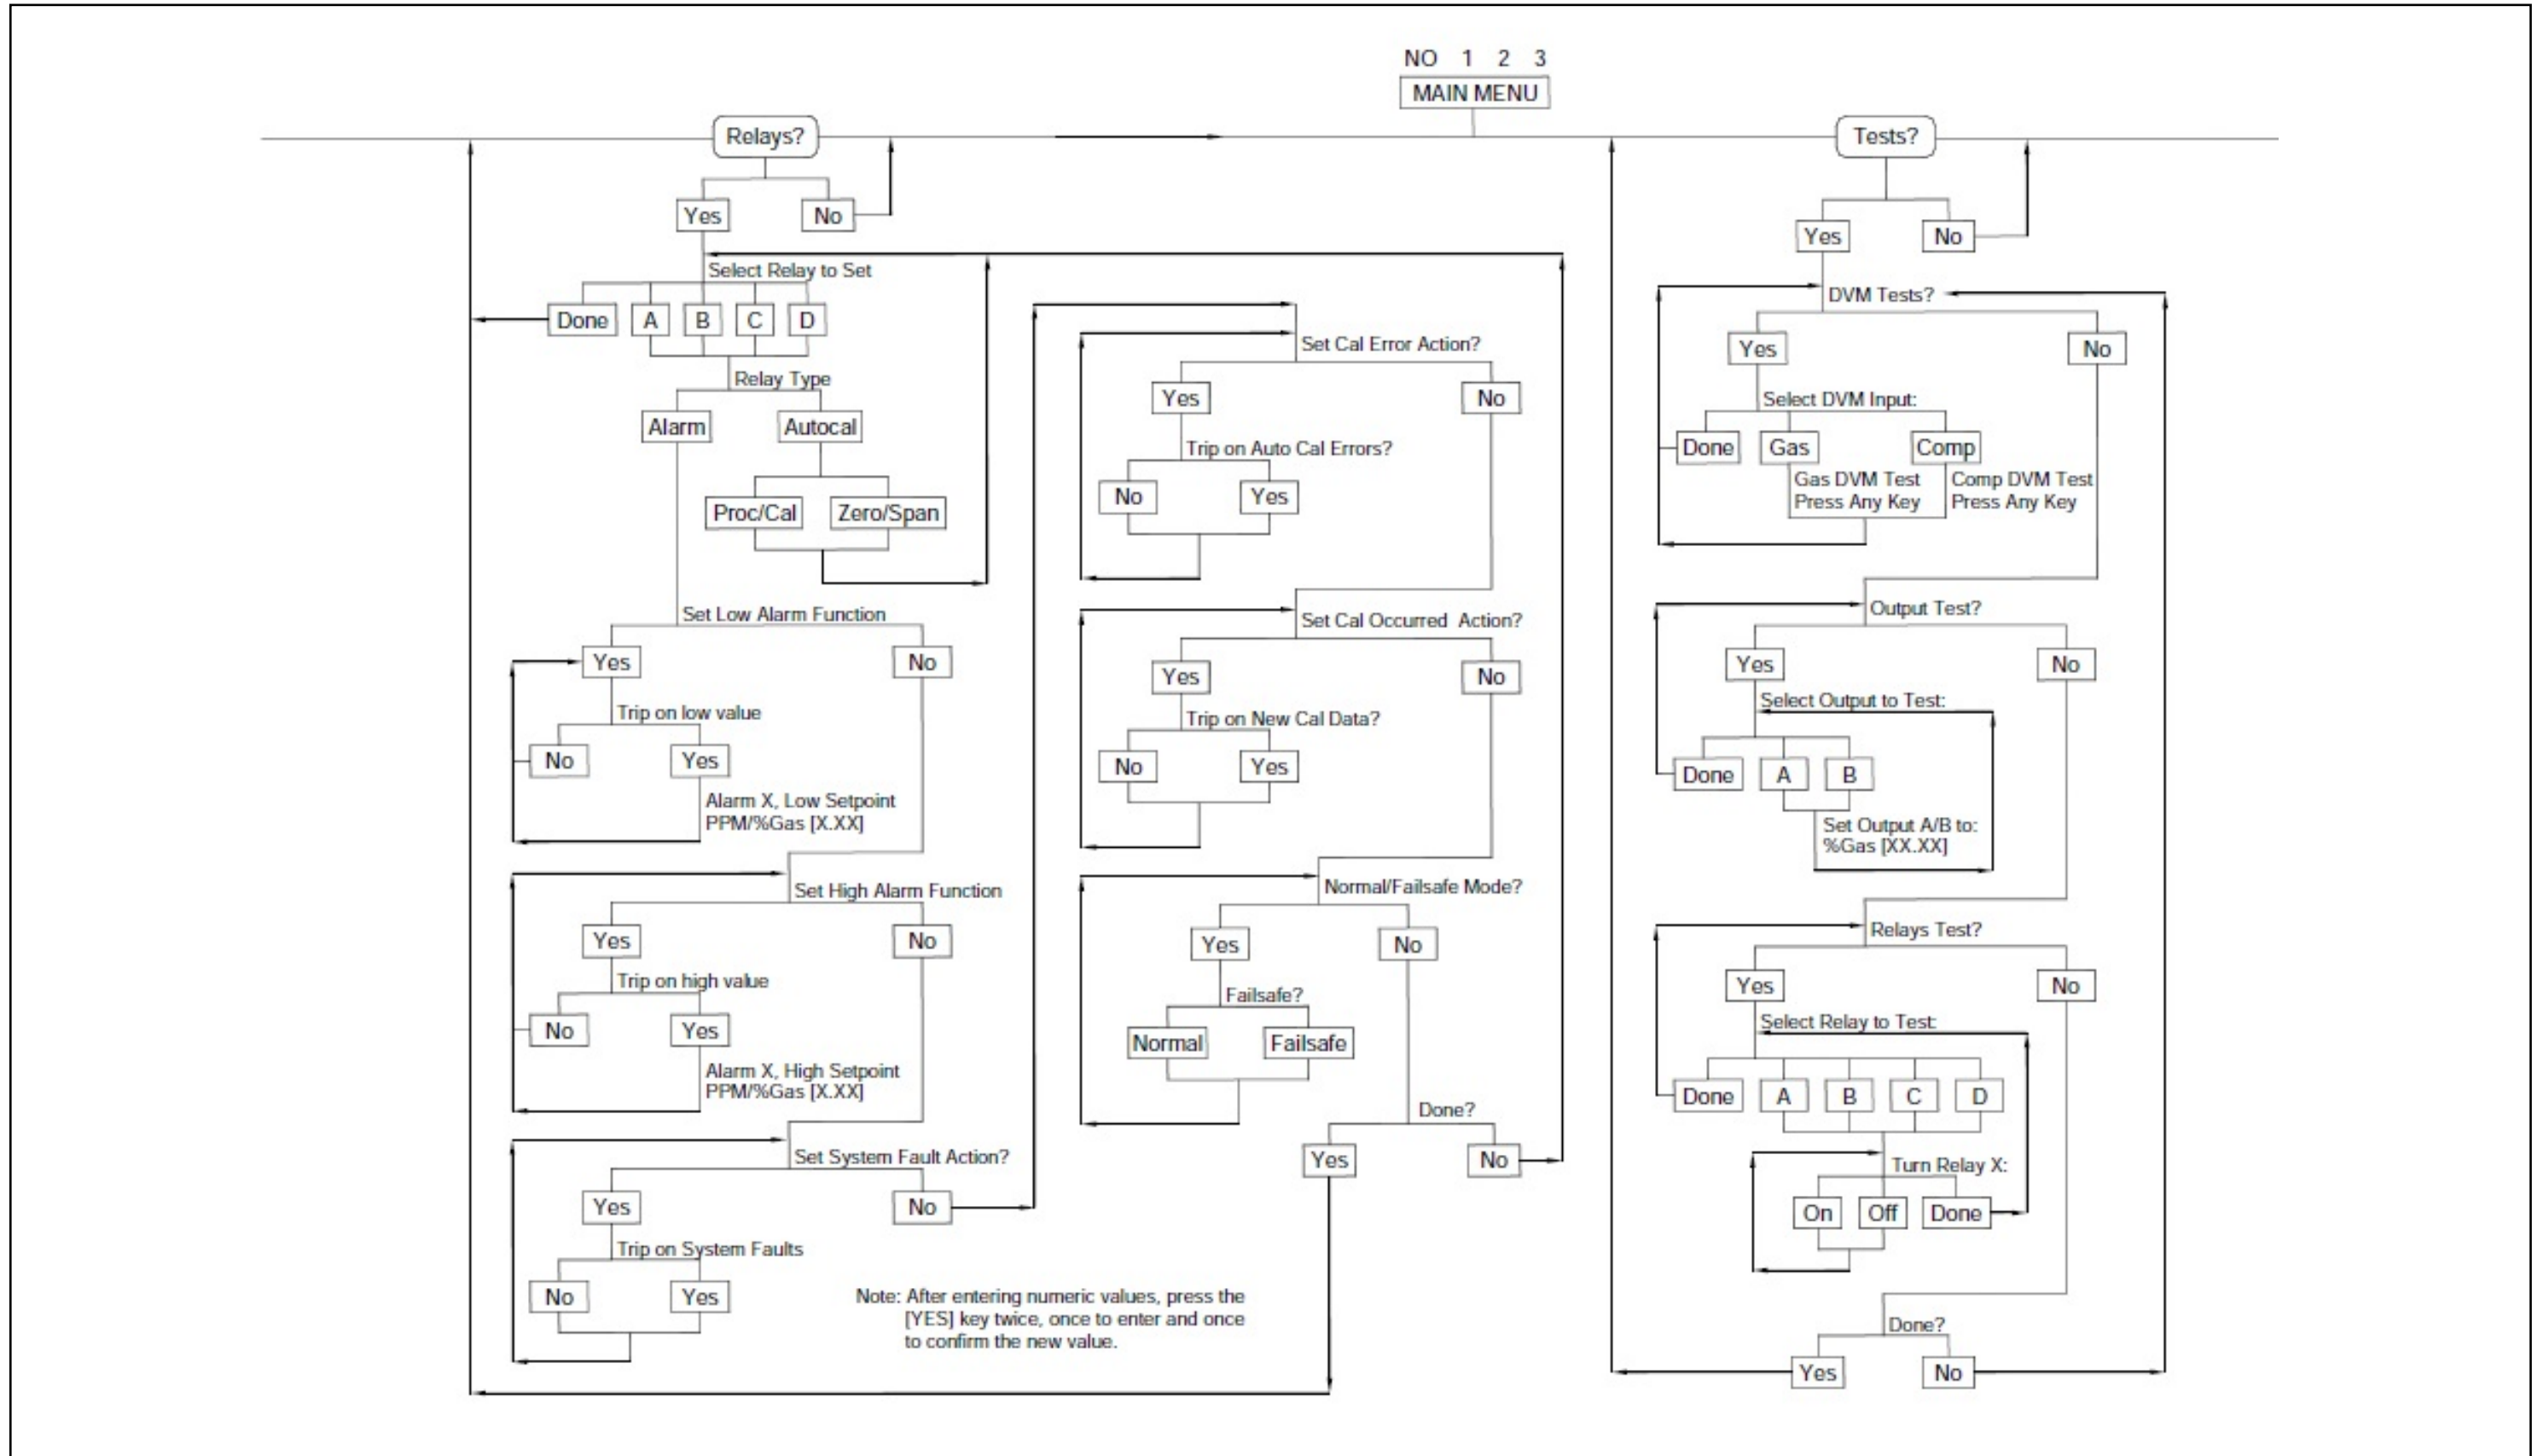 NO 1 2 3
MAIN MENU
Relays?
Yes
No
Select Relay to Set
Done
A
B
C
D
Relay Type
Alarm
Autocal
Proc/Cal
Zero/Span
Set Low Alarm Function
Yes
No
Trip on low value
No
Yes
Alarm X, Low Setpoint
PPM/%Gas [X.XX]
Set High Alarm Function
Yes
No
Trip on high value
No
Yes
Alarm X, High Setpoint
PPM/%Gas [X.XX]
Set System Fault Action?
Yes
No
Trip on System Faults
No
Yes
Set Cal Error Action?
Yes
No
Trip on Auto Cal Errors?
No
Yes
Set Cal Occurred Action?
Yes
No
Trip on New Cal Data?
No
Yes
Normal/Failsafe Mode?
Yes
No
Failsafe?
Normal
Failsafe
Done?
Yes
No
Note: After entering numeric values, press the
[YES] key twice, once to enter and once
to confirm the new value.
Tests?
Yes
No
DVM Tests?
Yes
No
Select DVM Input:
Done
Gas
Comp
Gas DVM Test
Press Any Key
Comp DVM Test
Press Any Key
Output Test?
Yes
No
Select Output to Test:
Done
A
B
Set Output A/B to:
%Gas [XX.XX]
Relays Test?
Yes
No
Select Relay to Test:
Done
A
B
C
D
Turn Relay X:
On
Off
Done
Done?
Yes
No